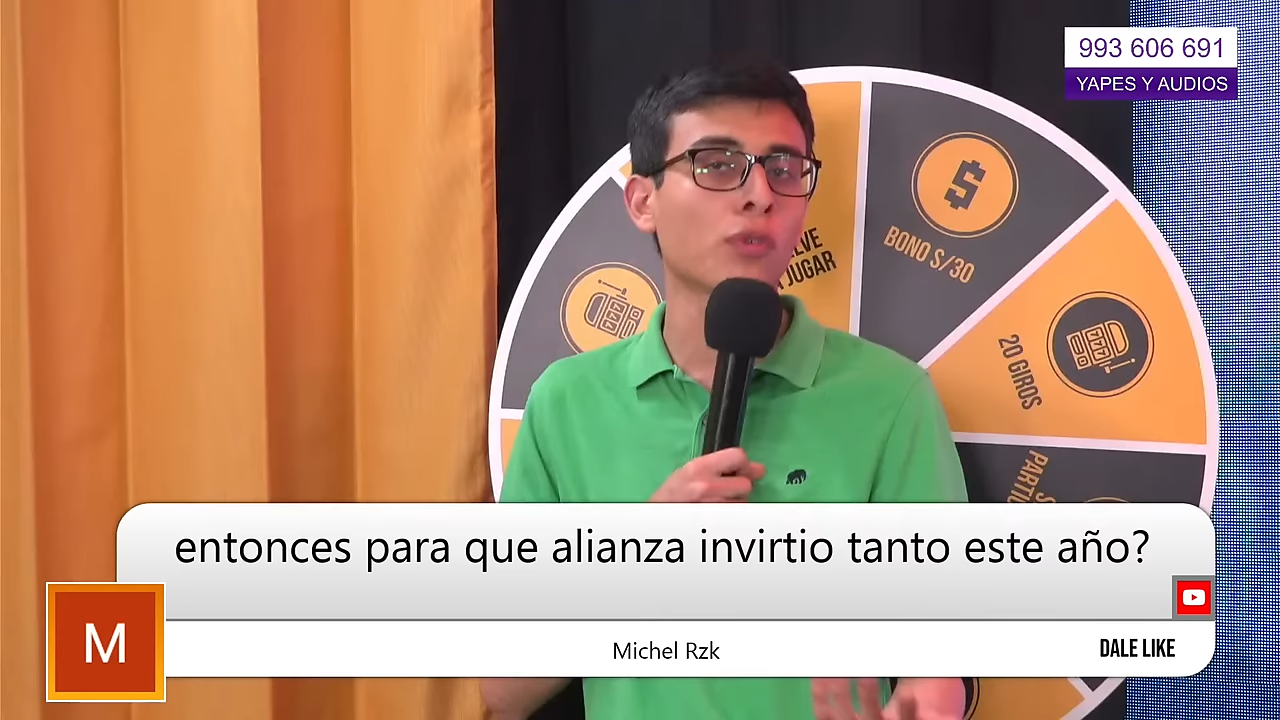 993 606 691
YAPES Y AUDIOS
$
BONO S/30
JUGAR
20 GIROS
entonces para que alianza invirtio tanto este año?
M
Michel Rzk
DALE LIKE